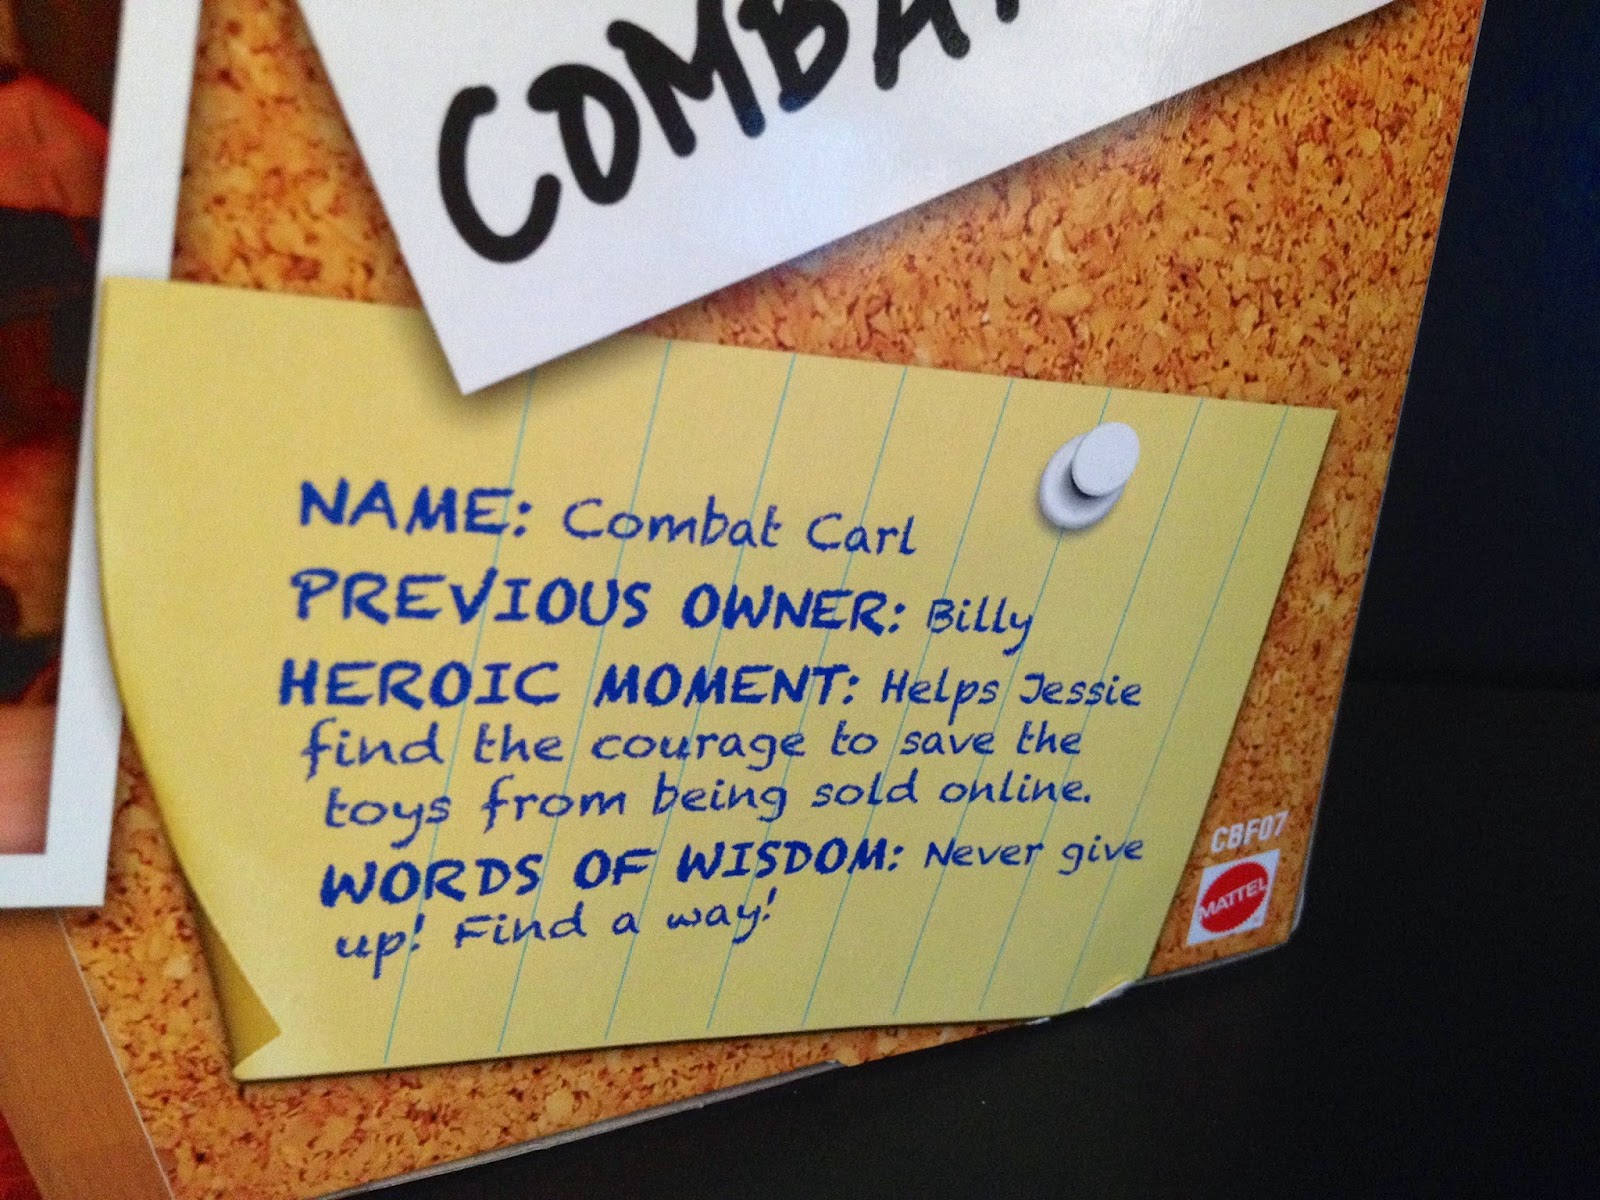 COMBA
NAME: Combat Carl
PREVIOUS OWNER: Billy
HEROIC MOMENT: Helps Jessie
find the courage to save the
toys from being sold online.
WORDS OF WISDOM: Never give
up! Find a way!
CBF07
MATTEL